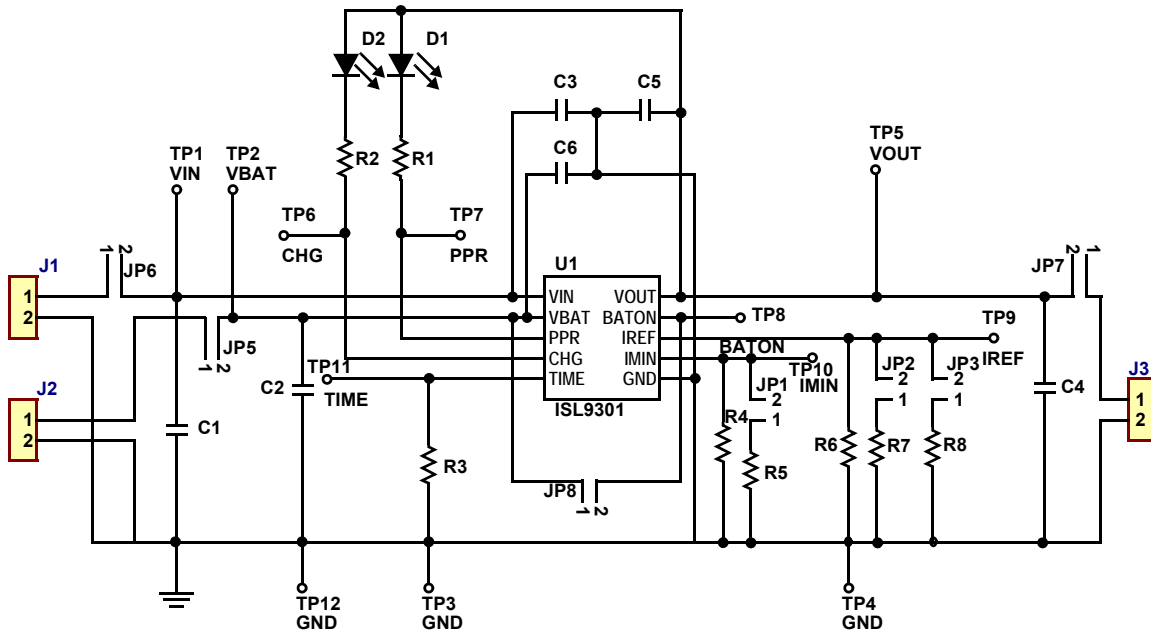 D2
D1
C3
C5
C6
R2
R1
TP1
VIN
TP2
VBAT
TP5
VOUT
TP6
CHG
TP7
PPR
J1
1
2
1 2
JP6
U1
VIN
VBAT
PPR
CHG
TIME
VOUT
BATON
IREF
IMIN
GND
ISL9301
JP7
2 1
TP8
BATON
TP9
IREF
JP5
1 2
TP11
TIME
TP10
IMIN
JP1
2
1
JP2
2
1
JP3
2
1
J2
1
2
C1
C2
C4
J3
1
2
R3
R4
R5
R6
R7
R8
JP8
1 2
TP12
GND
TP3
GND
TP4
GND